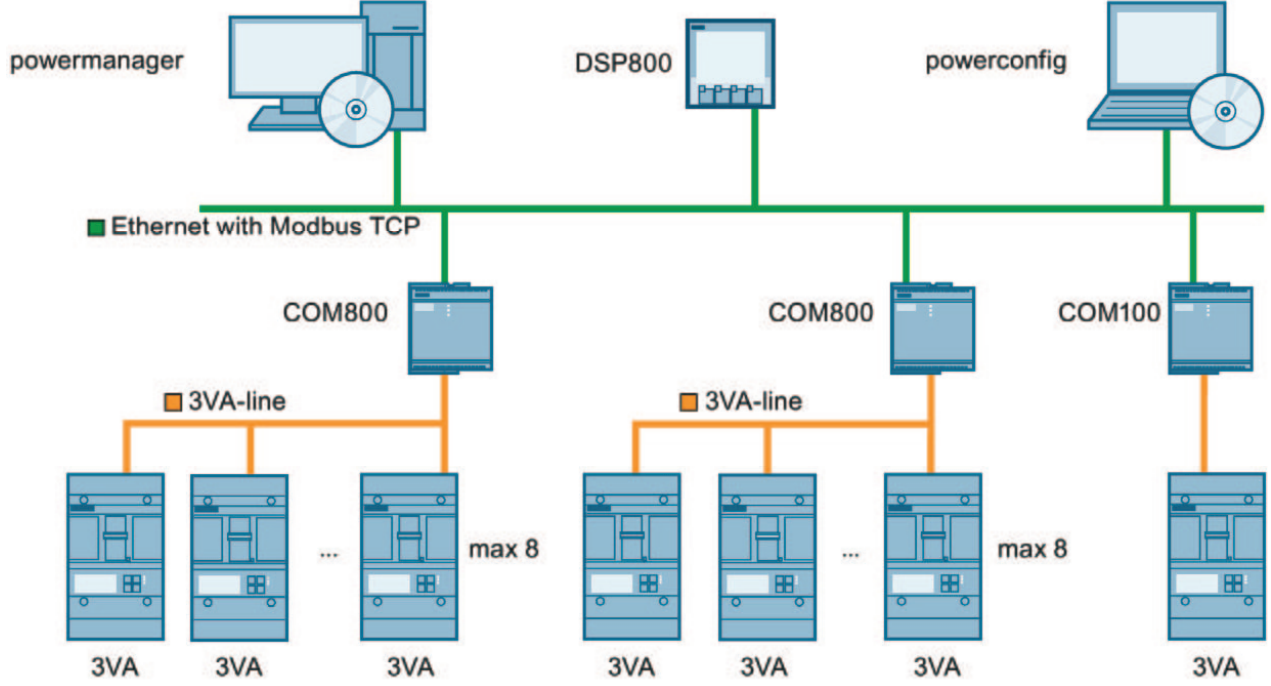 powermanager
DSP800
powerconfig
Ethernet with Modbus TCP
COM800
COM800
COM100
3VA-line
3VA-line
...
max 8
...
max 8
3VA
3VA
3VA
3VA
3VA
3VA
3VA